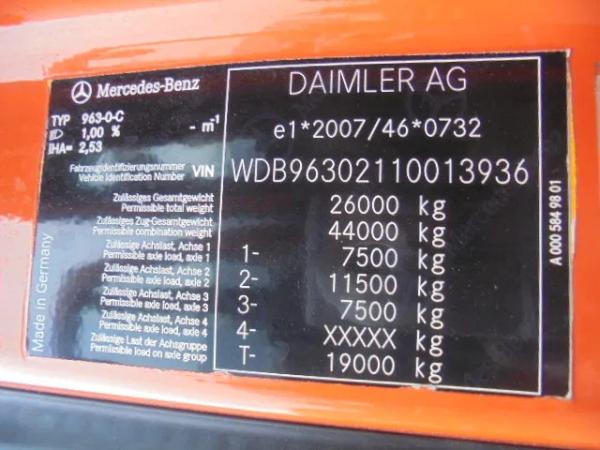 Mercedes-Benz
DAIMLER AG
TYP 963-0-C
1,00 % - m⁻¹
IHA= 2,53
e1*2007/46*0732
Fahrzeugidentifizierungsnummer
Vehicle Identification Number VIN WDB96302110013936
Zulässiges Gesamtgewicht
Permissible total weight 26000 kg
Zulässiges Zug-Gesamtgewicht
Permissible combination weight 44000 kg
Zulässige Achslast, Achse 1
Permissible axle load, axle 1 1- 7500 kg
Zulässige Achslast, Achse 2
Permissible axle load, axle 2 2- 11500 kg
Zulässige Achslast, Achse 3
Permissible axle load, axle 3 3- 7500 kg
Zulässige Achslast, Achse 4
Permissible axle load, axle 4 4- XXXXX kg
Zulässige Last der Achsgruppe
Permissible load on axle group T- 19000 kg
Made in Germany
A 000 584 98 01